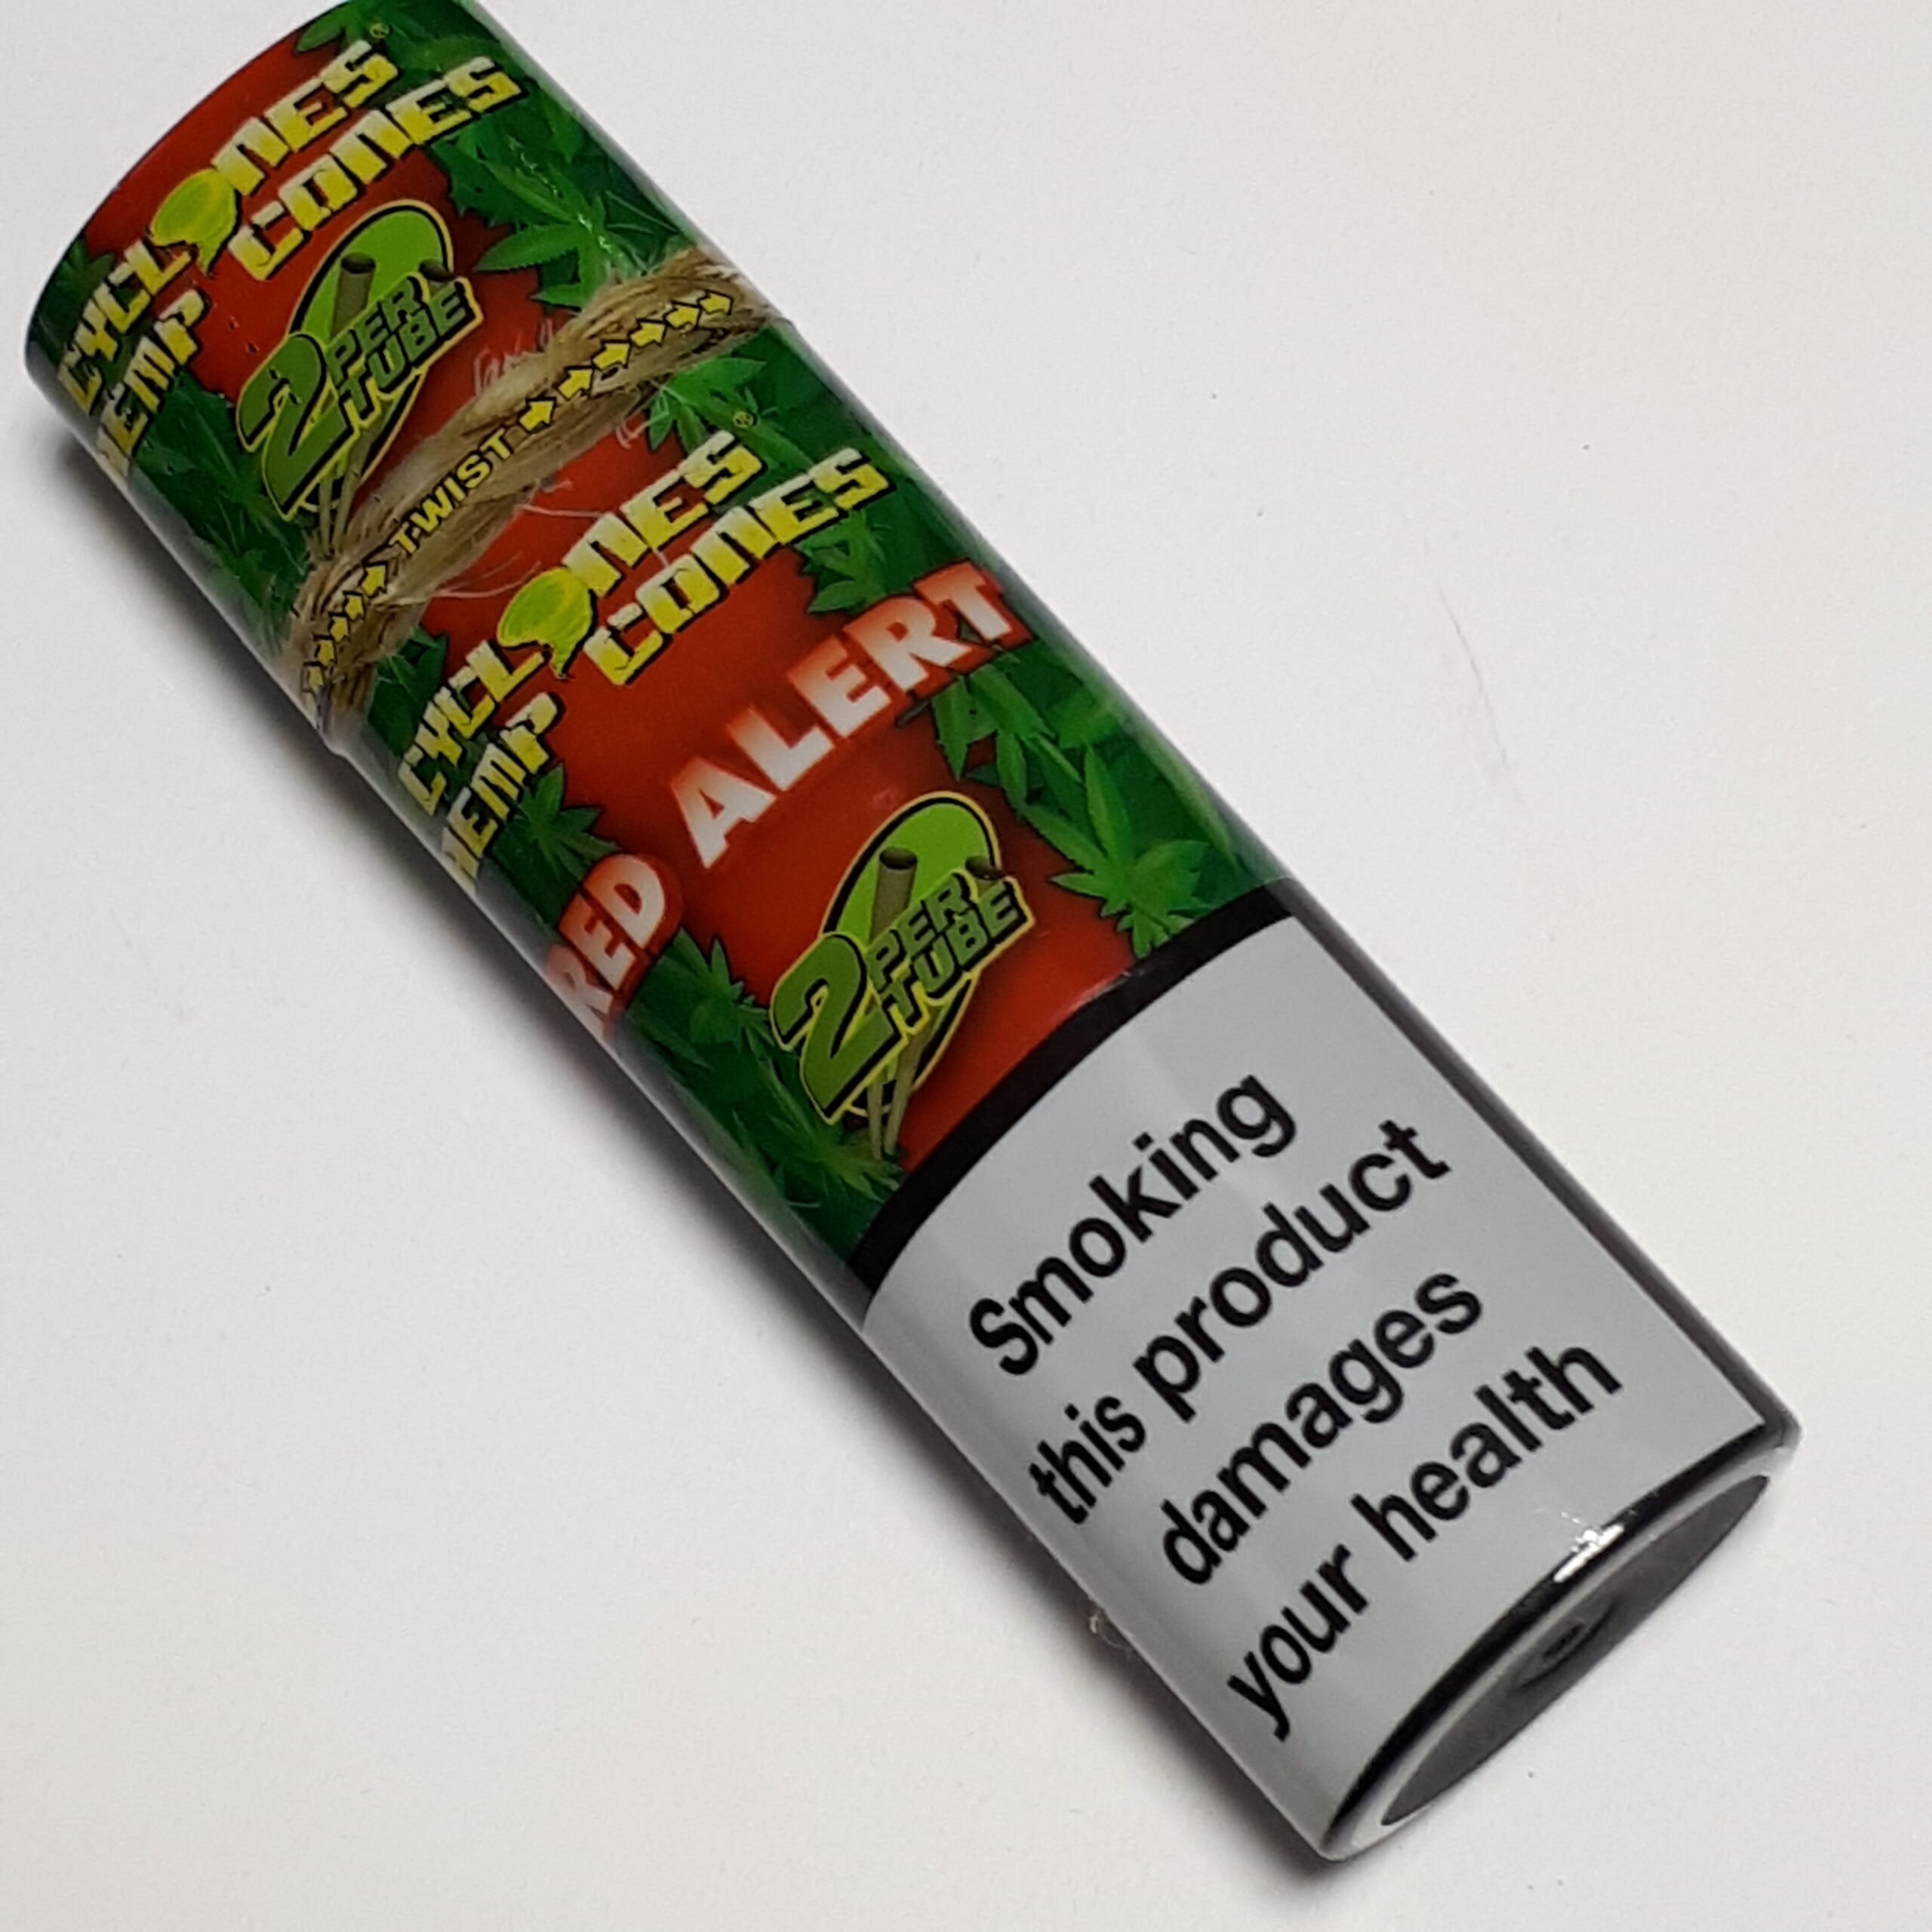 CYCLONES®
HEMP CONES
2 PER
TUBE
TWIST
CYCLONES®
HEMP CONES
RED ALERT
2 PER
TUBE
Smoking
this product
damages
your health